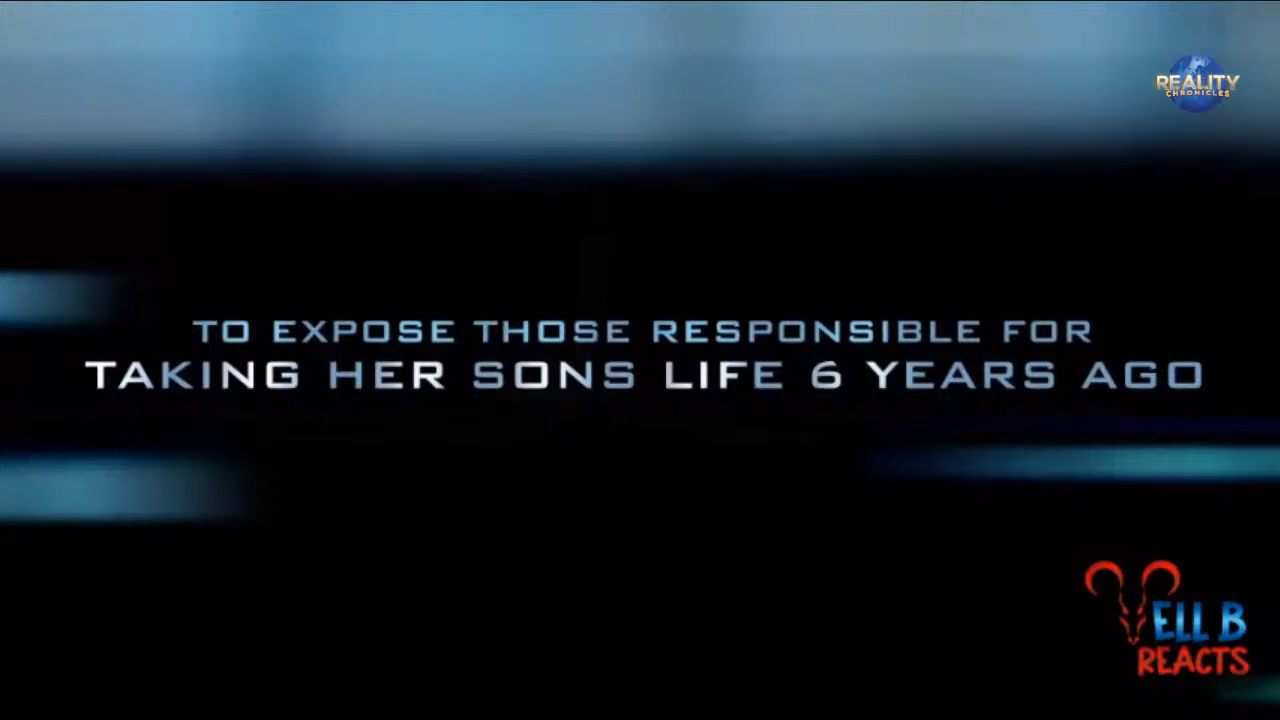 REALITY
CHRONICLES
TO EXPOSE THOSE RESPONSIBLE FOR
TAKING HER SONS LIFE 6 YEARS AGO
ELL B
REACTS